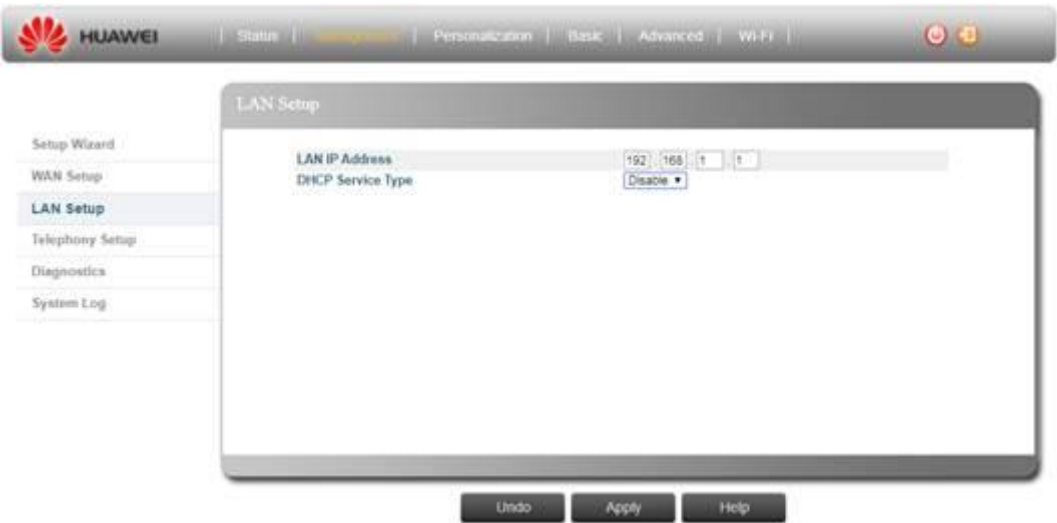 HUAWEI
Status | | Personalization | Basic | Advanced | Wi-Fi |
LAN Setup
Setup Wizard
WAN Setup
LAN Setup
Telephony Setup
Diagnostics
System Log
LAN IP Address 192 . 168 . 1 . 1
DHCP Service Type Disable
Undo Apply Help